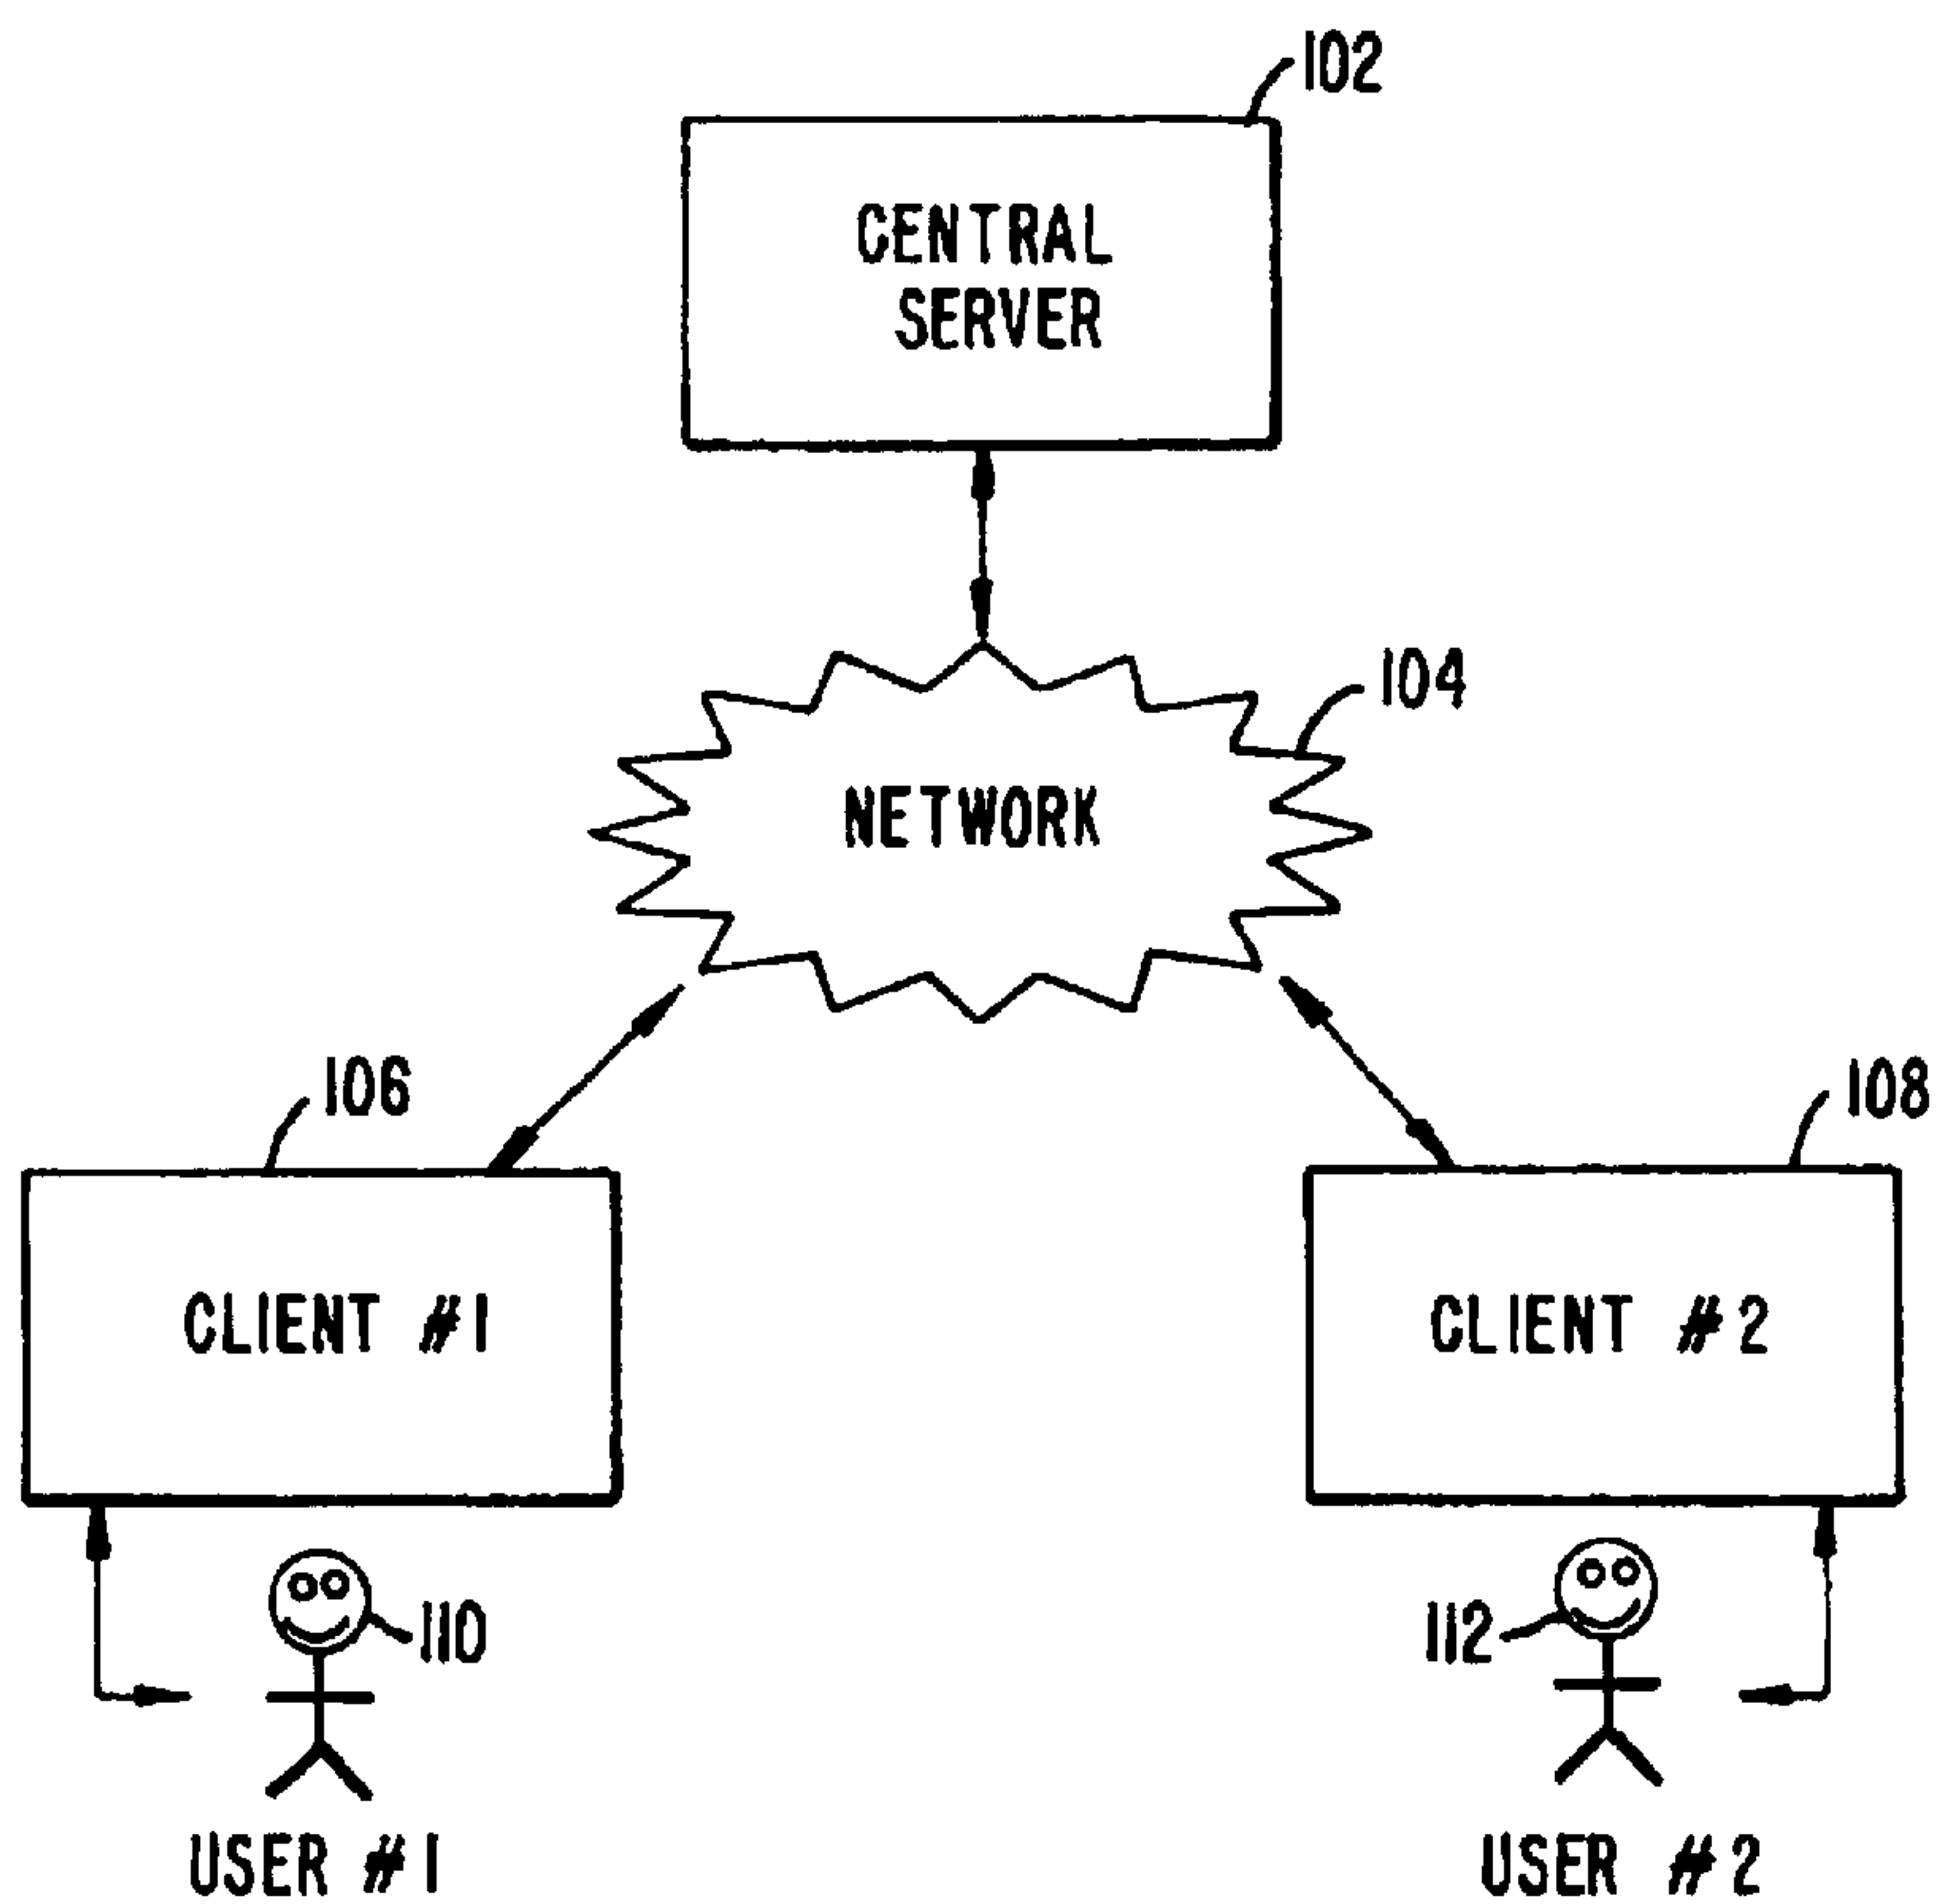 102
CENTRAL
SERVER
104
NETWORK
106
108
CLIENT #1
CLIENT #2
110
112
USER #1
USER #2